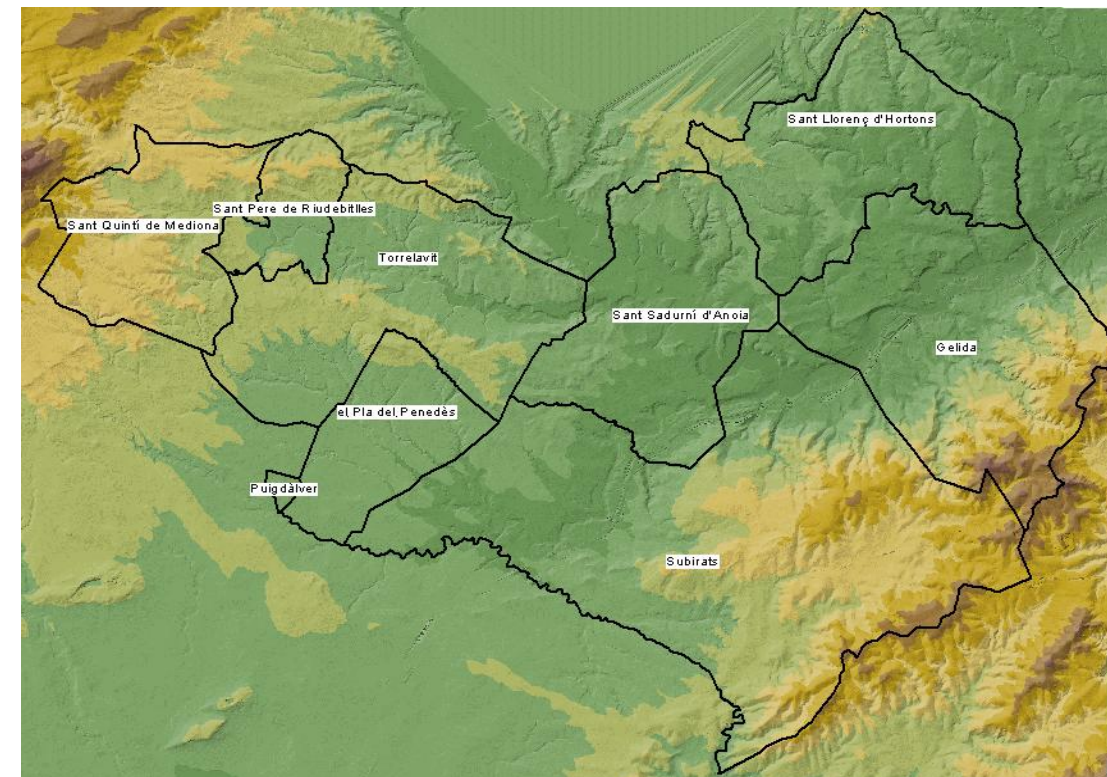 Sant Llorenç d'Hortons
Sant Pere de Riudebitlles
Sant Quintí de Mediona
Torrelavit
Sant Sadurní d'Anoia
Gelida
el Pla del Penedès
Puigdàlver
Subirats